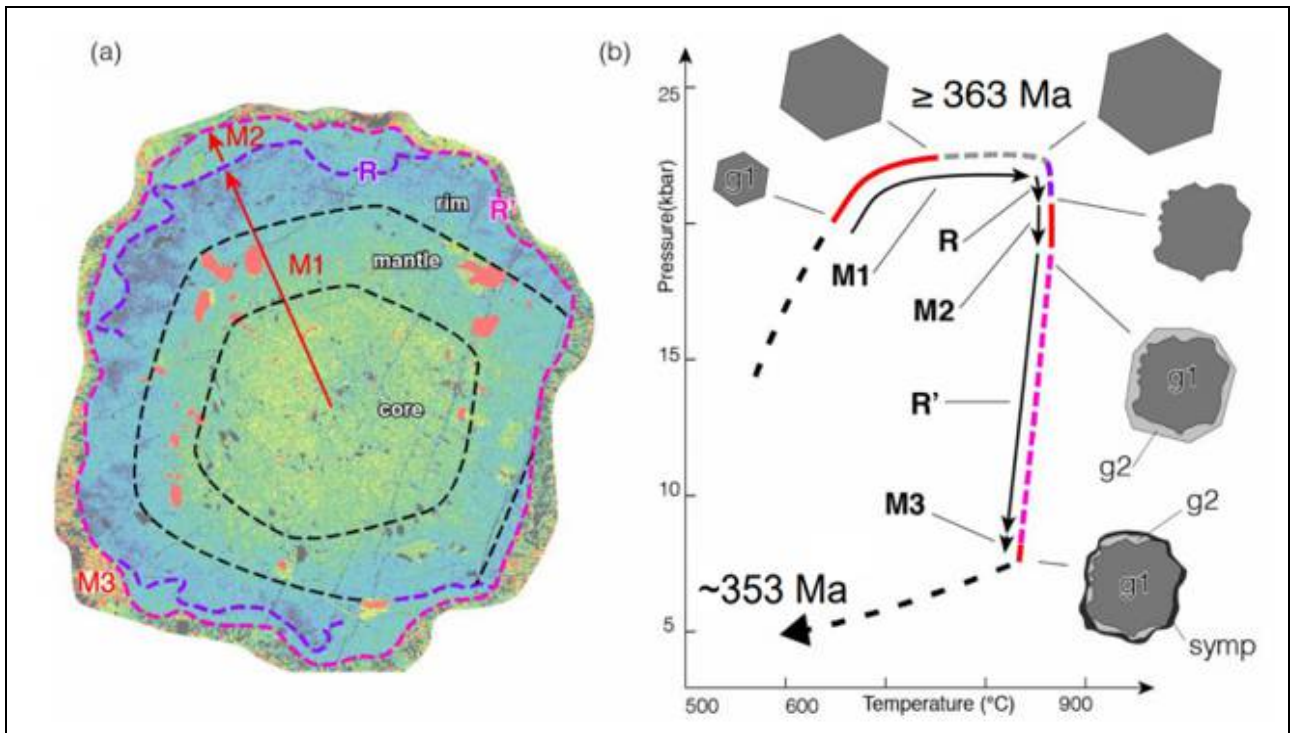 (a)
M2
R
rim
R'
M1
mantle
core
M3
(b)
≥ 363 Ma
25
g1
Pressure(kbar)
R
M1
M2
15
g1
R'
g2
10
M3
g2
~353 Ma
g1
5
symp
500
600
Temperature (°C)
900